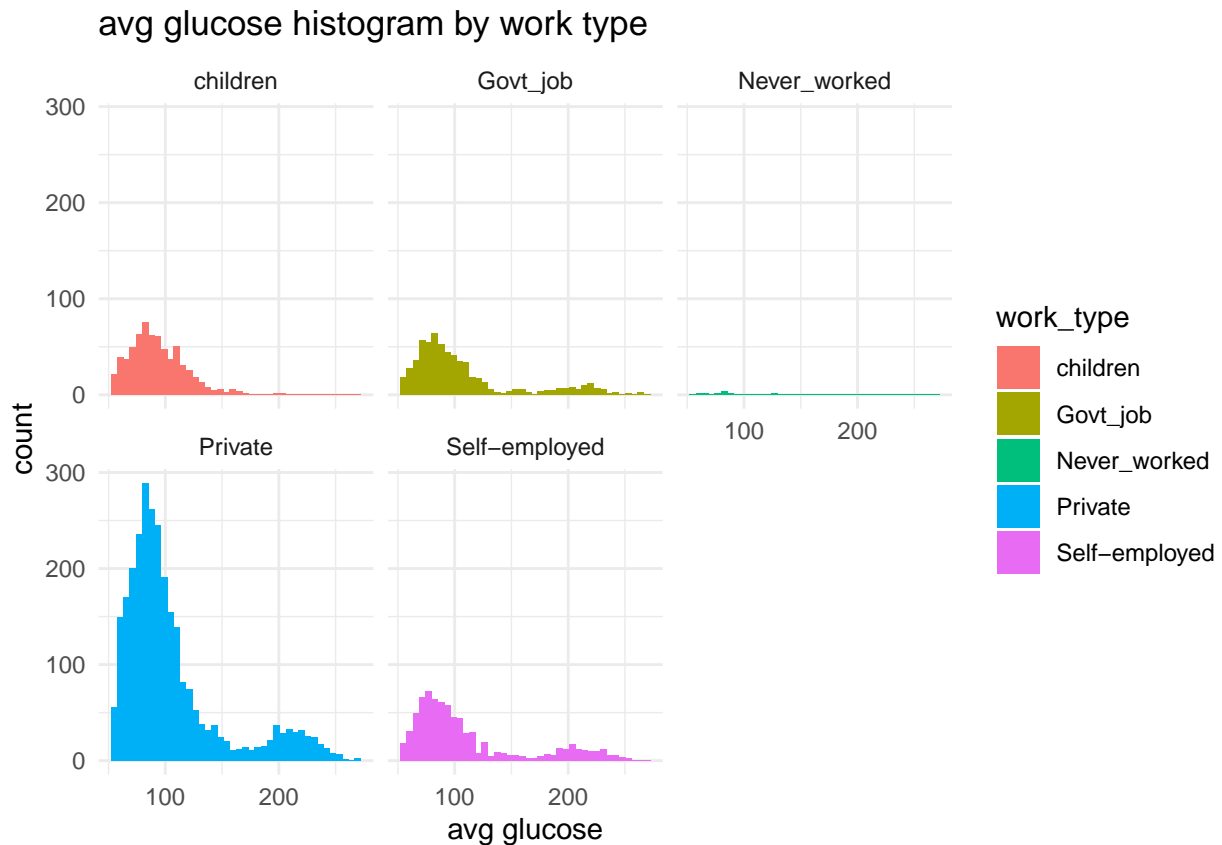 avg glucose histogram by work type
children
Govt_job
Never_worked
300
200
100
0
100
200
Private
Self−employed
300
200
100
0
100
200
100
200
count
avg glucose
work_type
children
Govt_job
Never_worked
Private
Self−employed